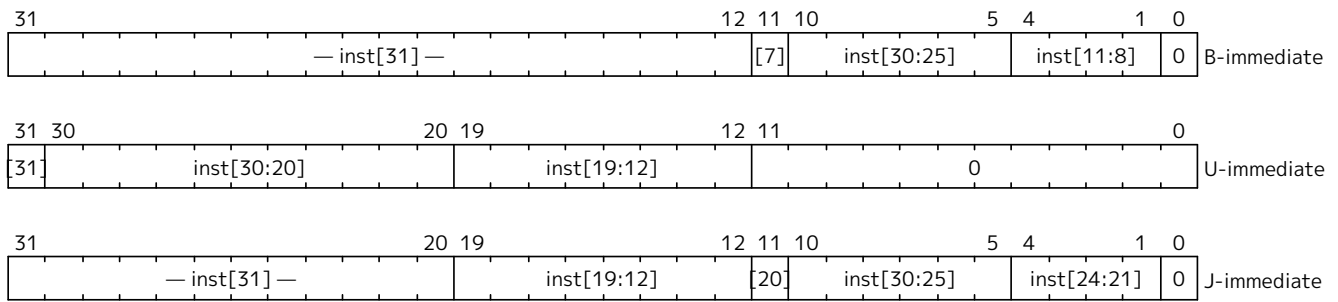 31 12 11 10 5 4 1 0
— inst[31] — [7] inst[30:25] inst[11:8] 0 B-immediate
31 30 20 19 12 11 0
[31] inst[30:20] inst[19:12] 0 U-immediate
31 20 19 12 11 10 5 4 1 0
— inst[31] — inst[19:12] [20] inst[30:25] inst[24:21] 0 J-immediate